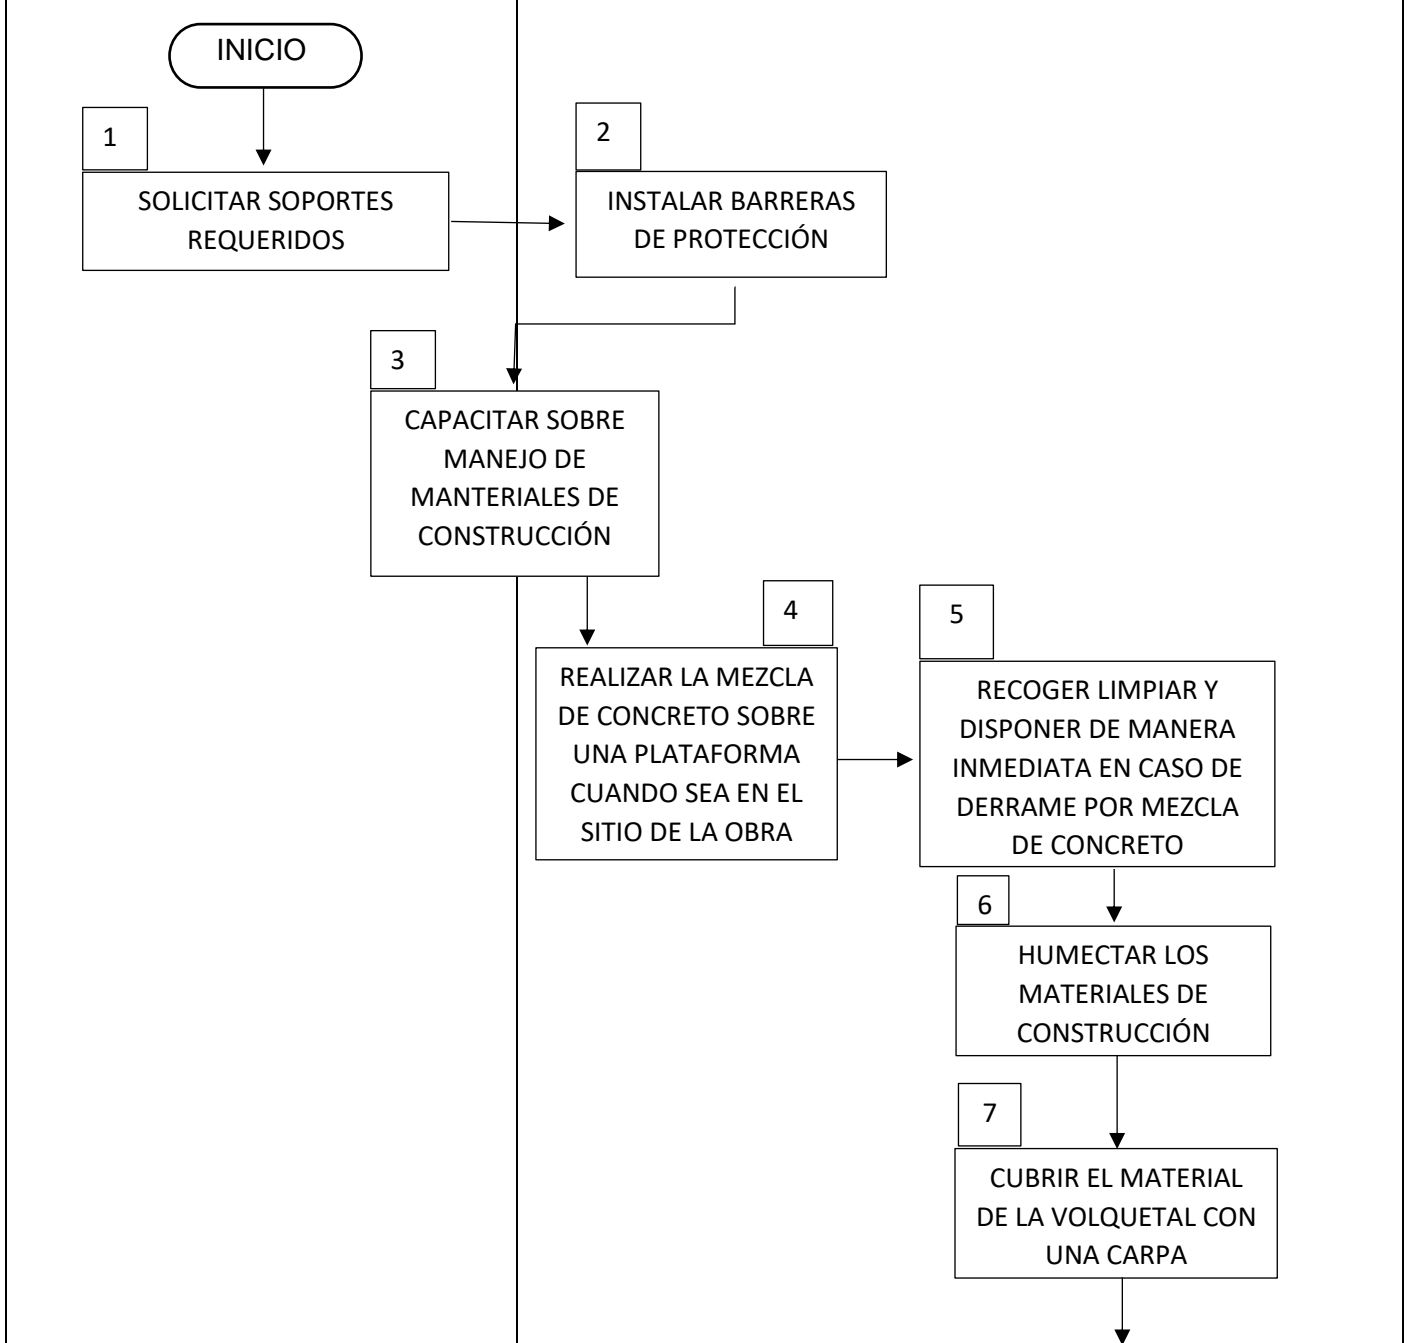 INICIO
1
SOLICITAR SOPORTES
REQUERIDOS
2
INSTALAR BARRERAS
DE PROTECCIÓN
3
CAPACITAR SOBRE
MANEJO DE
MANTERIALES DE
CONSTRUCCIÓN
4
REALIZAR LA MEZCLA
DE CONCRETO SOBRE
UNA PLATAFORMA
CUANDO SEA EN EL
SITIO DE LA OBRA
5
RECOGER LIMPIAR Y
DISPONER DE MANERA
INMEDIATA EN CASO DE
DERRAME POR MEZCLA
DE CONCRETO
6
HUMECTAR LOS
MATERIALES DE
CONSTRUCCIÓN
7
CUBRIR EL MATERIAL
DE LA VOLQUETAL CON
UNA CARPA